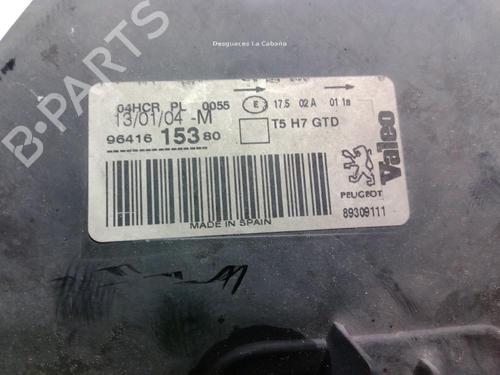 Desguaces La Cabaña
B-PARTS
04HCR PL 0055
E 17.5 02 A 01 1a
13/01/04 -M
96416 153 80
T5 H7 GTD
PEUGEOT
Valeo
89309111
MADE IN SPAIN